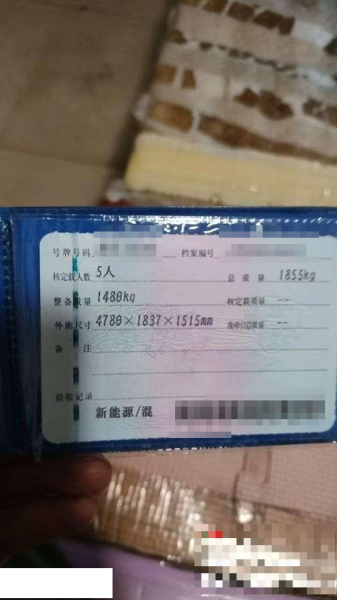 号牌号码 档案编号
核定载人数 5人 总质量 1855kg
整备质量 1480kg 核定载质量 --
外廓尺寸 4780×1837×1515mm 准牵引总质量 --
备注
检验记录
新能源/混